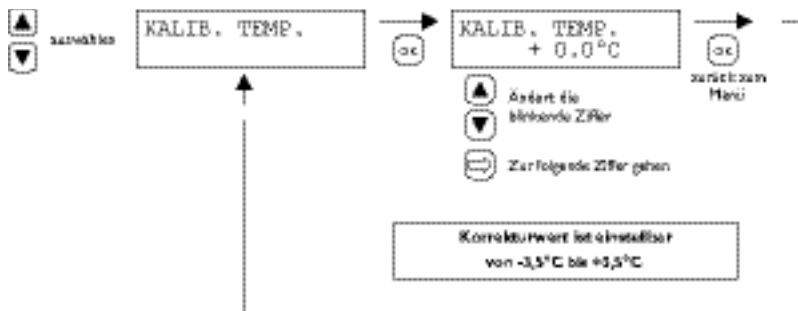 auswählen
KALIB. TEMP.
OK
KALIB. TEMP.
+ 0.0°C
OK
zurück zum
Menü
Ändert die
blinkende Ziffer
Zur folgende Ziffer gehen
Korrekturwert ist einstellbar
von -3,5°C bis +3,5°C